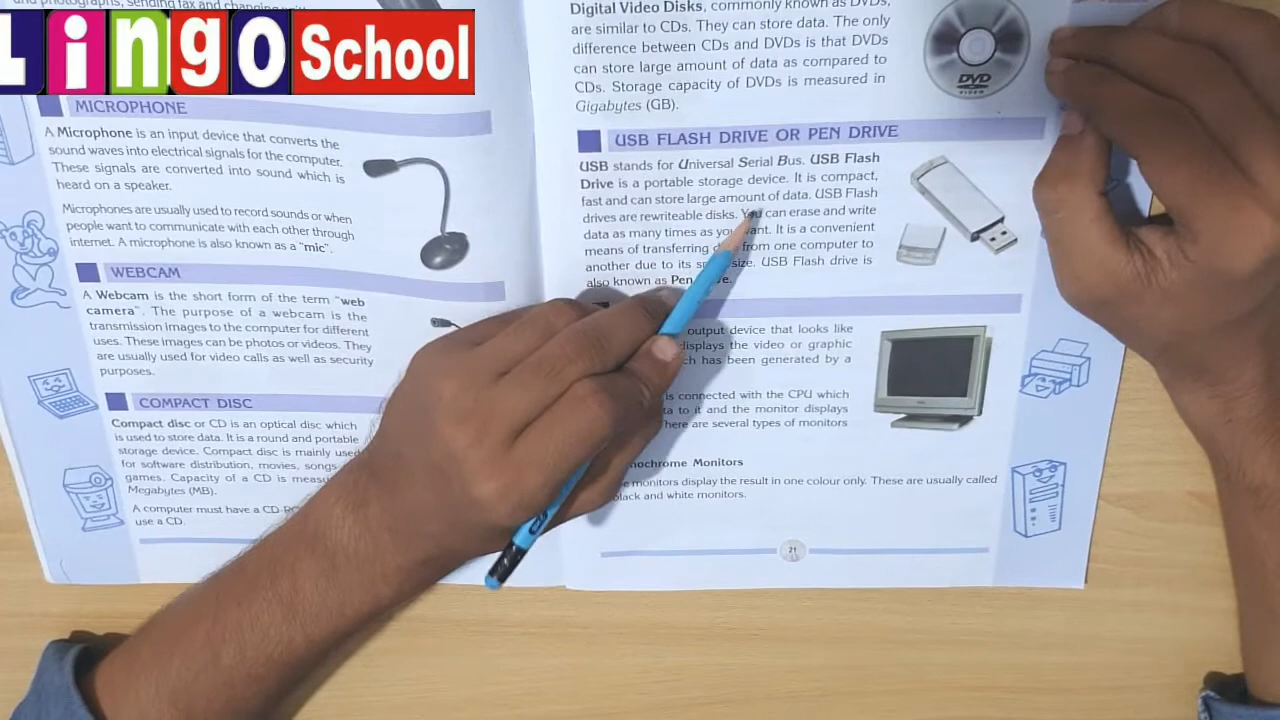 and photographs, sending fax and
Lingo School
MICROPHONE
A Microphone is an input device that converts the
sound waves into electrical signals for the computer.
These signals are converted into sound which is
heard on a speaker.
Microphones are usually used to record sounds or when
people want to communicate with each other through
internet. A microphone is also known as a "mic".
WEBCAM
A Webcam is the short form of the term "web
camera". The purpose of a webcam is the
transmission images to the computer for different
uses. These images can be photos or videos. They
are usually used for video calls as well as security
purposes.
COMPACT DISC
Compact disc or CD is an optical disc which
is used to store data. It is a round and portable
storage device. Compact disc is mainly used
for software distribution, movies, songs
games. Capacity of a CD is
Megabytes (MB).
A computer must have a CD
use a CD.
Digital Video Disks, commonly known as DVDs,
are similar to CDs. They can store data. The only
difference between CDs and DVDs is that DVDs
can store large amount of data as compared to
CDs. Storage capacity of DVDs is measured in
Gigabytes (GB).
DVD
VIDEO
USB FLASH DRIVE OR PEN DRIVE
USB stands for Universal Serial Bus. USB Flash
Drive is a portable storage device. It is compact,
fast and can store large amount of data. USB Flash
drives are rewriteable disks. You can erase and write
data as many times as you want. It is a convenient
means of transferring from one computer to
another due to its size. USB Flash drive is
also known as Pen
output device that looks like
displays the video or graphic
has been generated by a
is connected with the CPU which
to it and the monitor displays
here are several types of monitors
nochrome Monitors
monitors display the result in one colour only. These are usually called
black and white monitors.
21